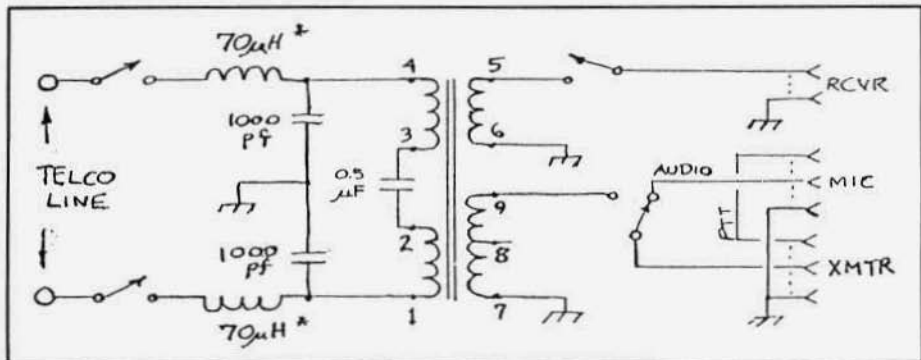 70μH*
4
5
RCVR
1000
pf
3
6
TELCO
LINE
0.5
μF
AUDIO
MIC
PTT
9
2
8
1000
pf
XMTR
1
7
70μH*